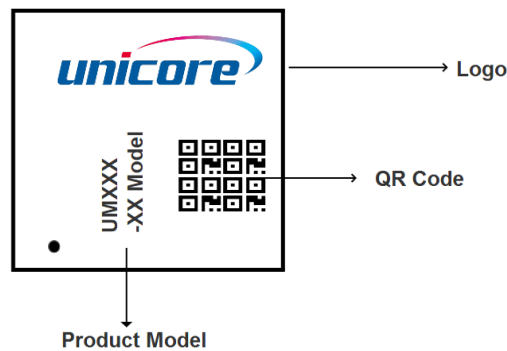 unicore
Logo
UMXXX
-XX Model
QR Code
Product Model